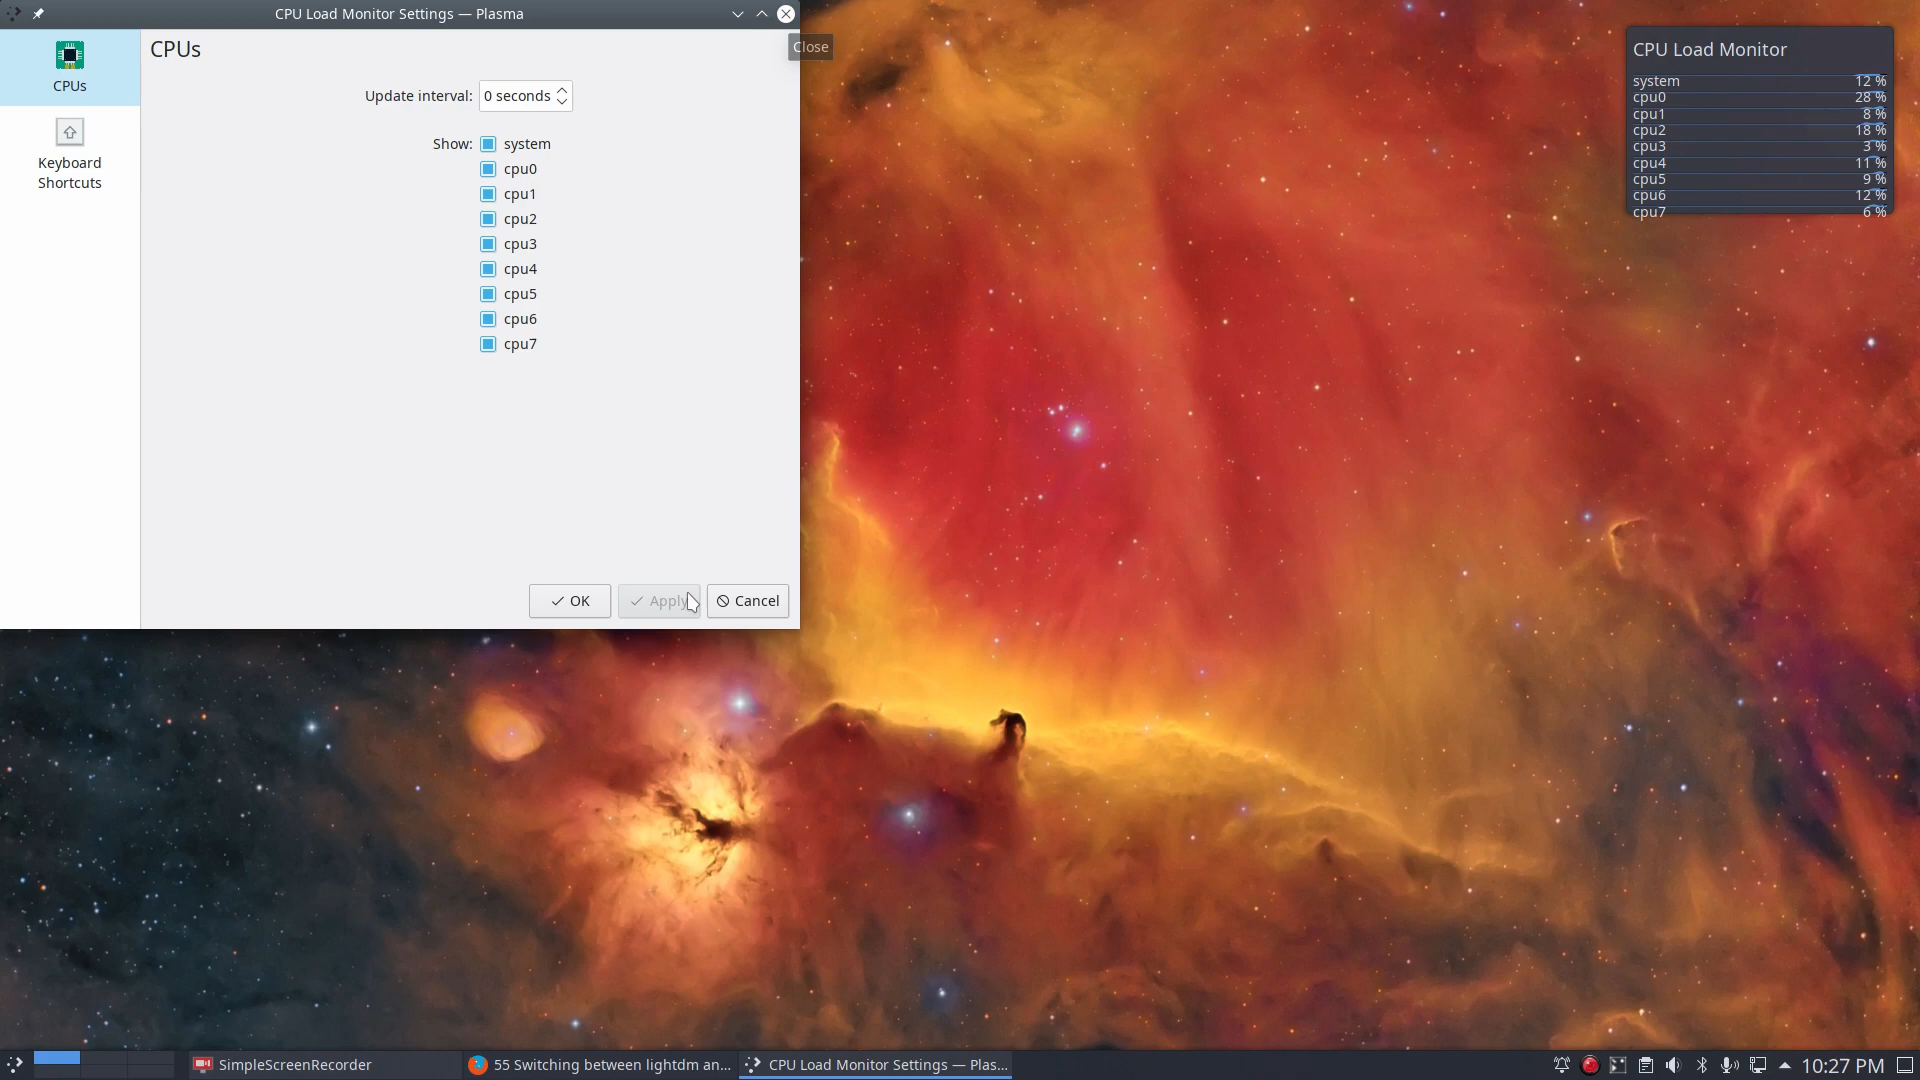 CPU Load Monitor Settings — Plasma
Close
CPUs
Keyboard
Shortcuts
CPUs
Update interval: 0 seconds
Show: system
cpu0
cpu1
cpu2
cpu3
cpu4
cpu5
cpu6
cpu7
OK
Apply
Cancel
CPU Load Monitor
system 12 %
cpu0 28 %
cpu1 8 %
cpu2 18 %
cpu3 3 %
cpu4 11 %
cpu5 9 %
cpu6 12 %
cpu7 6 %
SimpleScreenRecorder
55 Switching between lightdm an...
CPU Load Monitor Settings — Plas...
10:27 PM